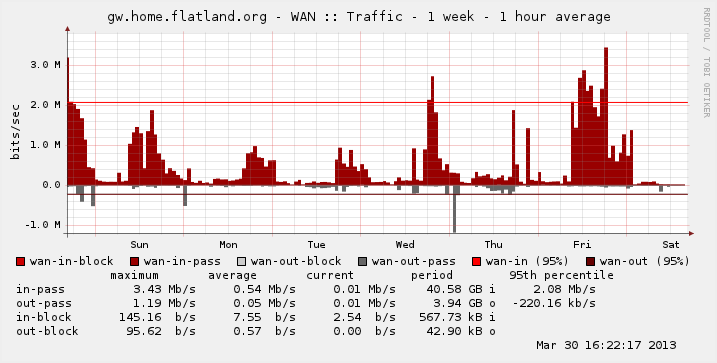 gw.home.flatland.org - WAN :: Traffic - 1 week - 1 hour average
RRDTOOL / TOBI OETIKER
bits/sec
3.0 M
2.0 M
1.0 M
0.0
-1.0 M
Sun Mon Tue Wed Thu Fri Sat
wan-in-block wan-in-pass wan-out-block wan-out-pass wan-in (95%) wan-out (95%)
maximum average current period 95th percentile
in-pass 3.43 Mb/s 0.54 Mb/s 0.01 Mb/s 40.58 GB i 2.08 Mb/s
out-pass 1.19 Mb/s 0.05 Mb/s 0.01 Mb/s 3.94 GB o -220.16 kb/s
in-block 145.16 b/s 7.55 b/s 2.54 b/s 567.73 kB i
out-block 95.62 b/s 0.57 b/s 0.00 b/s 42.90 kB o
Mar 30 16:22:17 2013